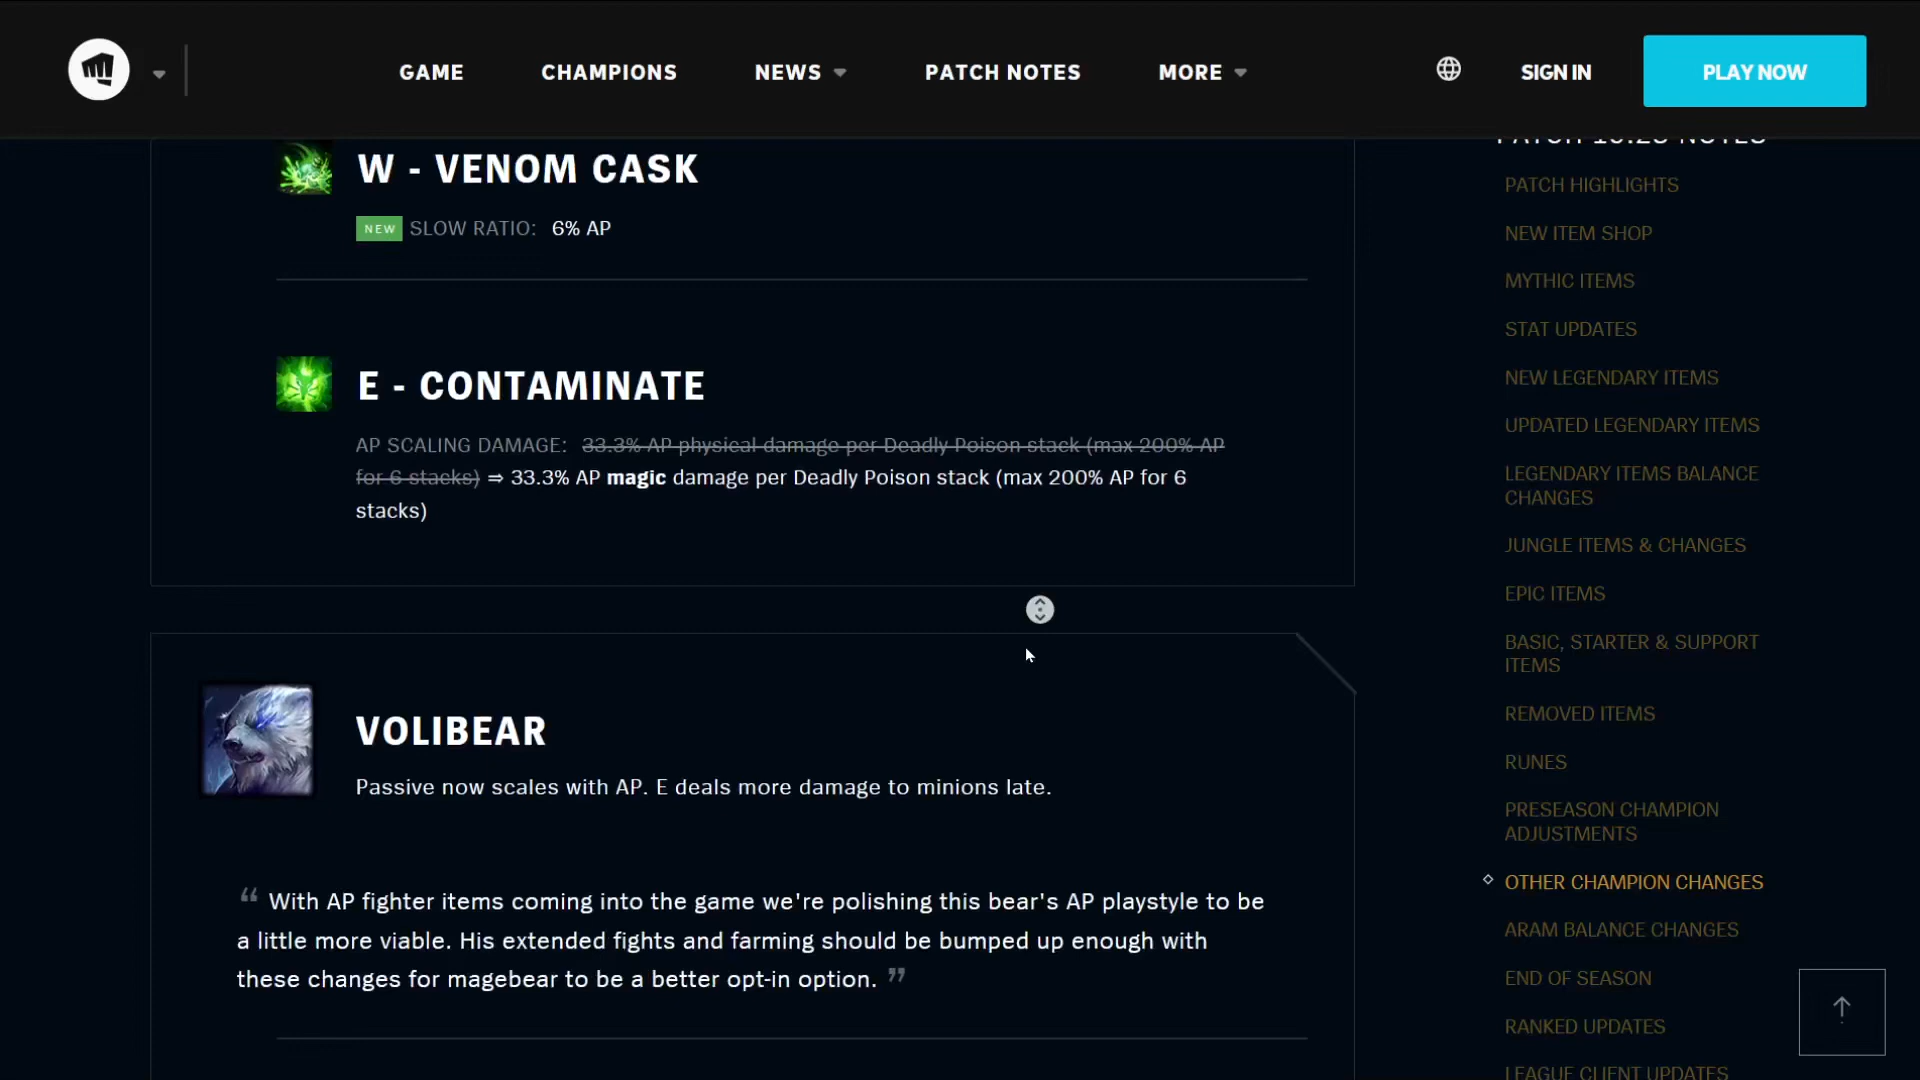 GAME
CHAMPIONS
NEWS
PATCH NOTES
MORE
SIGN IN
PLAY NOW
W - VENOM CASK
NEW SLOW RATIO: 6% AP
E - CONTAMINATE
AP SCALING DAMAGE: 33.3% AP physical damage per Deadly Poison stack (max 200% AP
for 6 stacks) ⇒ 33.3% AP magic damage per Deadly Poison stack (max 200% AP for 6
stacks)
VOLIBEAR
Passive now scales with AP. E deals more damage to minions late.
“ With AP fighter items coming into the game we're polishing this bear's AP playstyle to be
a little more viable. His extended fights and farming should be bumped up enough with
these changes for magebear to be a better opt-in option. ”
PATCH 10.23 NOTES
PATCH HIGHLIGHTS
NEW ITEM SHOP
MYTHIC ITEMS
STAT UPDATES
NEW LEGENDARY ITEMS
UPDATED LEGENDARY ITEMS
LEGENDARY ITEMS BALANCE
CHANGES
JUNGLE ITEMS & CHANGES
EPIC ITEMS
BASIC, STARTER & SUPPORT
ITEMS
REMOVED ITEMS
RUNES
PRESEASON CHAMPION
ADJUSTMENTS
OTHER CHAMPION CHANGES
ARAM BALANCE CHANGES
END OF SEASON
RANKED UPDATES
LEAGUE CLIENT UPDATES